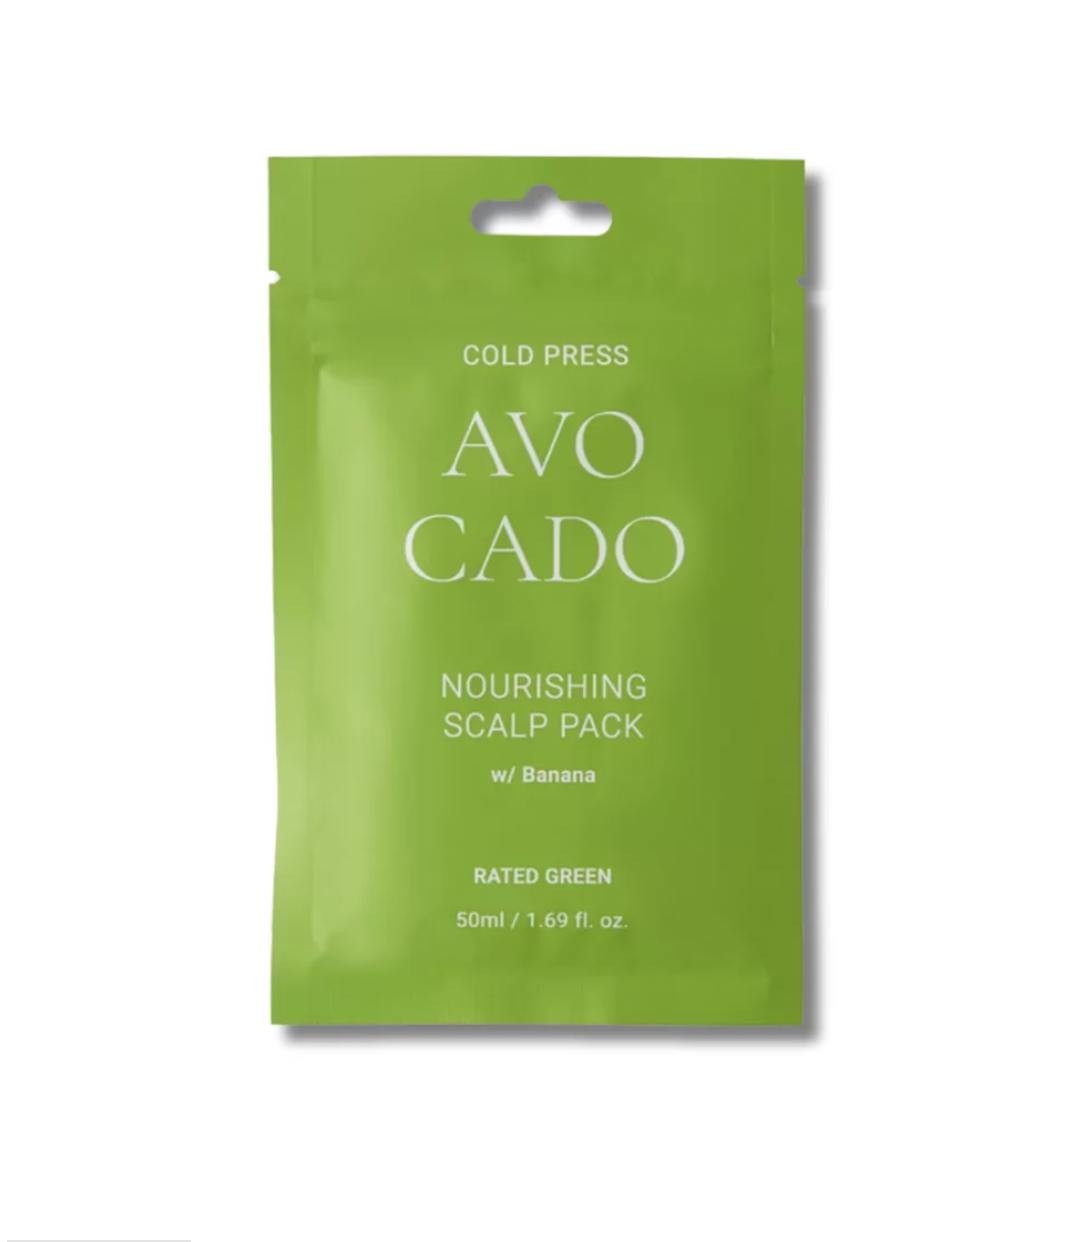 COLD PRESS
AVO
CADO
NOURISHING
SCALP PACK
w/ Banana
RATED GREEN
50ml / 1.69 fl. oz.